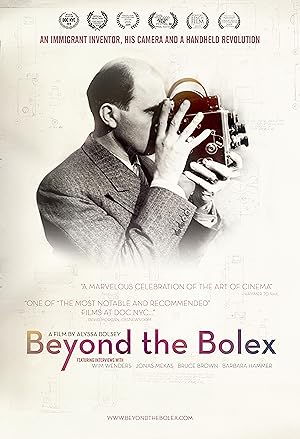 DOC NYC
AN IMMIGRANT INVENTOR, HIS CAMERA AND A HANDHELD REVOLUTION
"A MARVELOUS CELEBRATION OF THE ART OF CINEMA"
"ONE OF "THE MOST NOTABLE AND RECOMMENDED"
FILMS AT DOC NYC..."
A FILM BY ALYSSA BOLSEY
Beyond the Bolex
FEATURING INTERVIEWS WITH
WIM WENDERS JONAS MEKAS BRUCE BROWN BARBARA HAMMER
WWW.BEYONDTHEBOLEX.COM